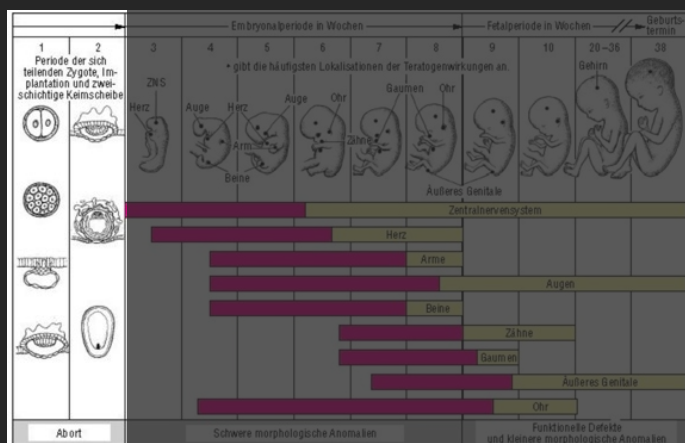 Embryonalperiode in Wochen
Fetalperiode in Wochen
Geburts-
termin
1 2 3 4 5 6 7 8 9 10 20–36 38
Periode der sich
teilenden Zygote, Im-
plantation und zwei-
schichtige Keimscheibe
• gibt die häufigsten Lokalisationen der Teratogenwirkungen an.
Gehirn
ZNS
Herz
Auge
Herz
Auge
Ohr
Gaumen
Ohr
Arm
Zähne
Beine
Äußeres Genitale
Zentralnervensystem
Herz
Arme
Augen
Beine
Zähne
Gaumen
Äußeres Genitale
Ohr
Abort
Schwere morphologische Anomalien
Funktionelle Defekte
und kleinere morphologische Anomalien